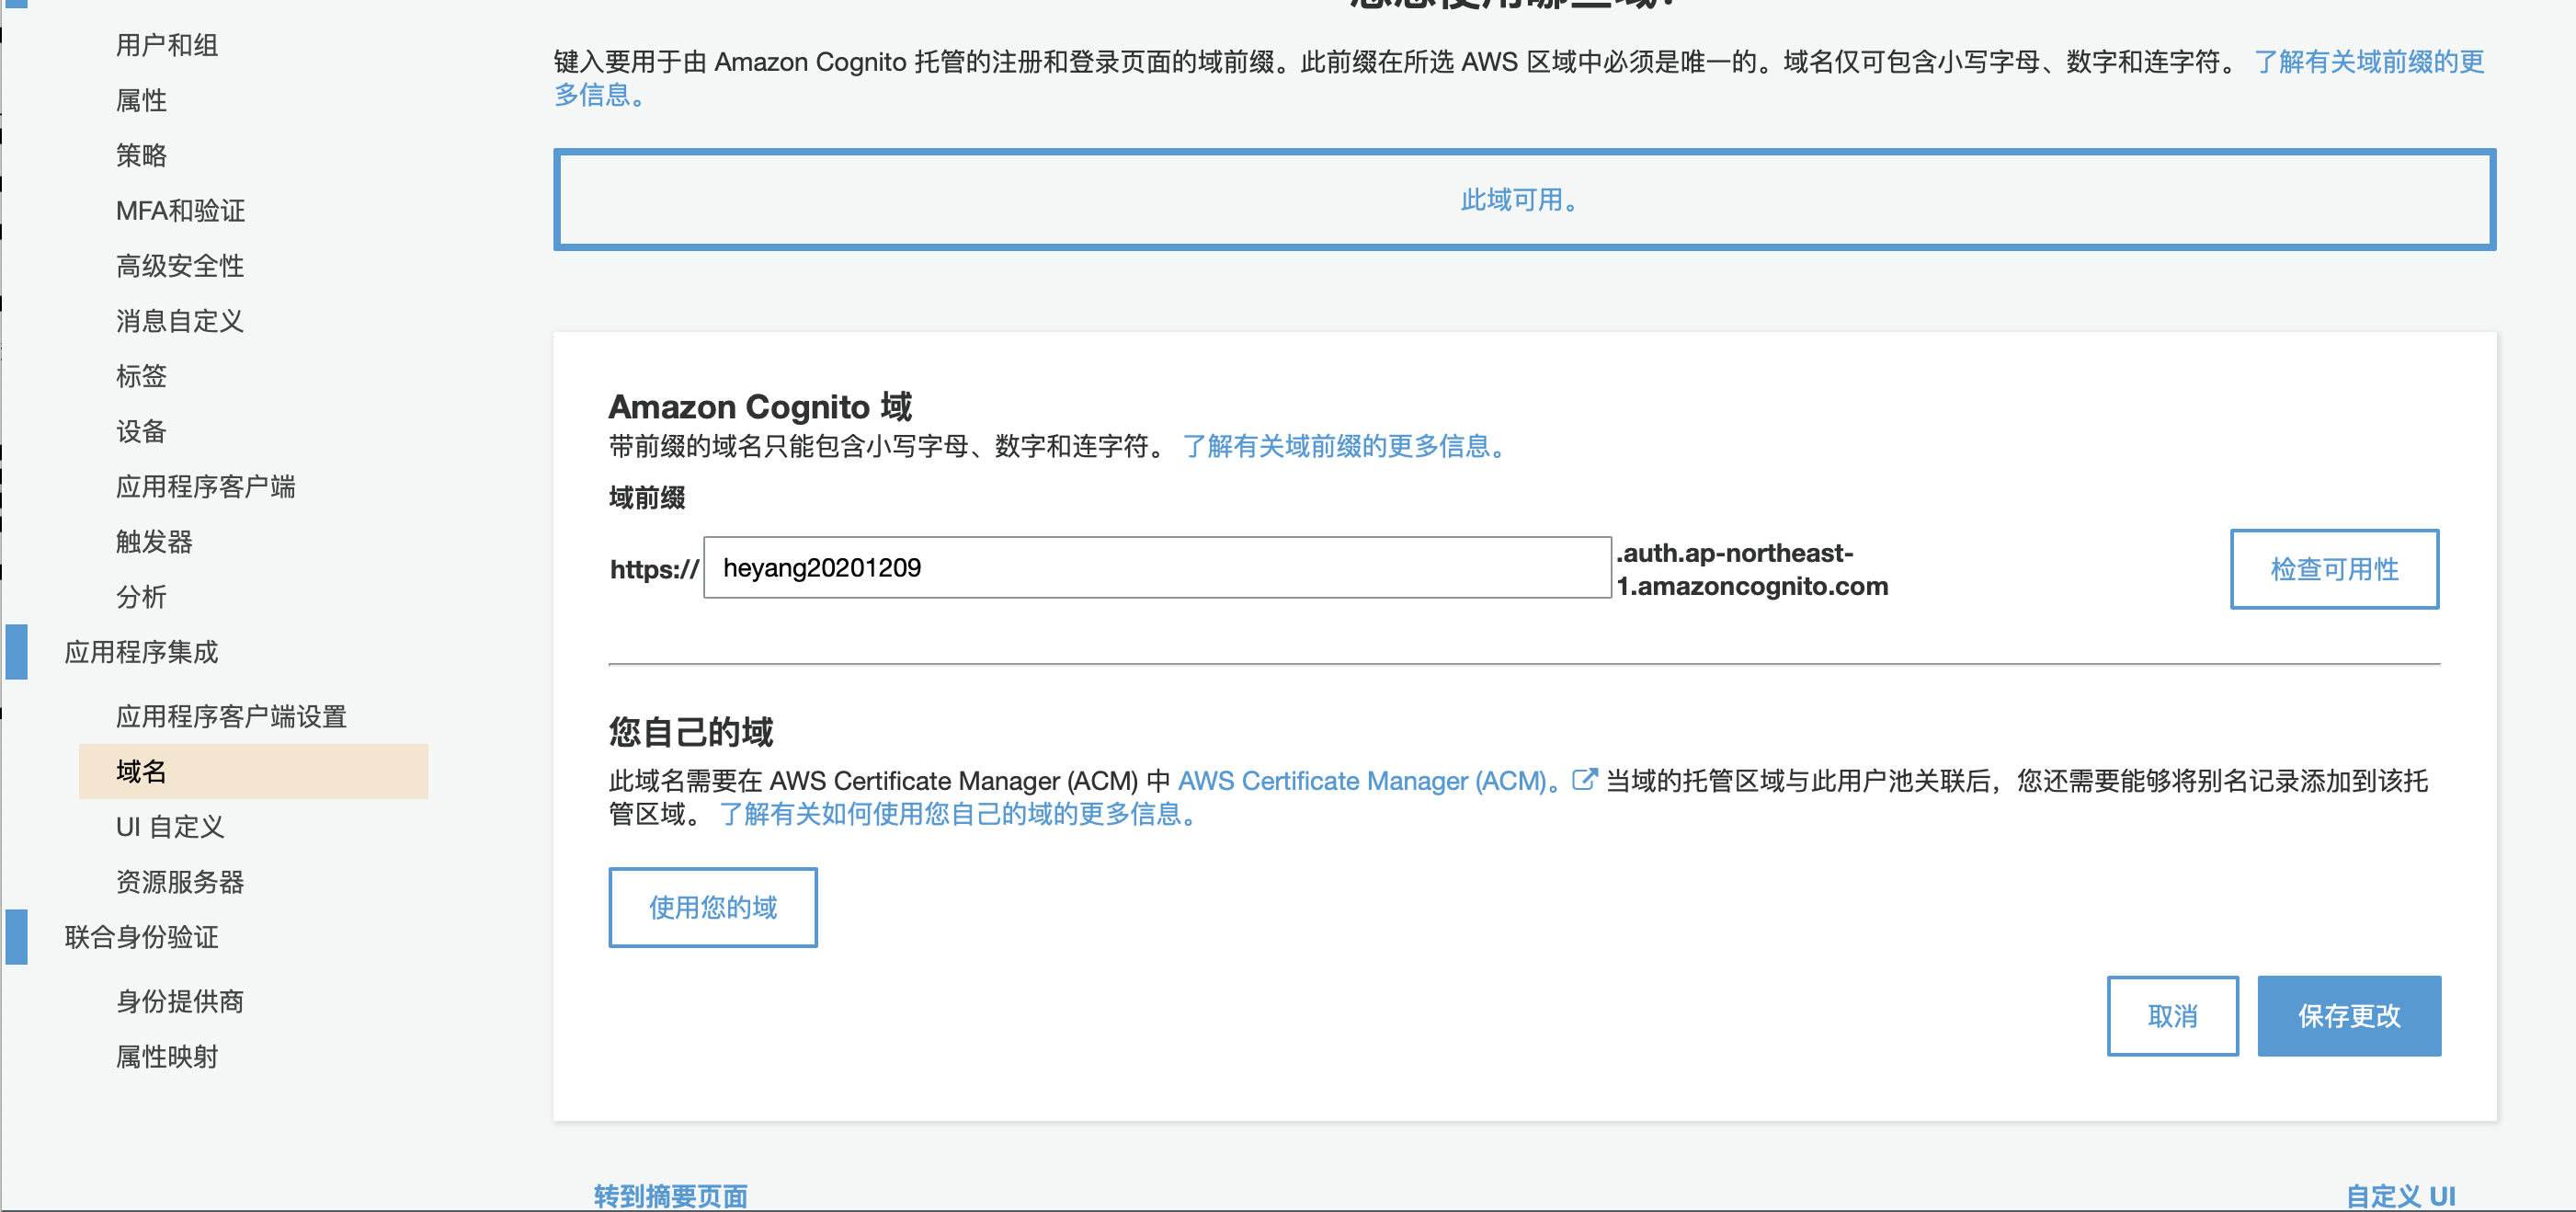 您想使用哪些域?
用户和组
属性
策略
MFA和验证
高级安全性
消息自定义
标签
设备
应用程序客户端
触发器
分析
应用程序集成
应用程序客户端设置
域名
UI 自定义
资源服务器
联合身份验证
身份提供商
属性映射
键入要用于由 Amazon Cognito 托管的注册和登录页面的域前缀。此前缀在所选 AWS 区域中必须是唯一的。域名仅可包含小写字母、数字和连字符。 了解有关域前缀的更
多信息。
此域可用。
Amazon Cognito 域
带前缀的域名只能包含小写字母、数字和连字符。 了解有关域前缀的更多信息。
域前缀
https:// heyang20201209 .auth.ap-northeast-
1.amazoncognito.com
检查可用性
您自己的域
此域名需要在 AWS Certificate Manager (ACM) 中 AWS Certificate Manager (ACM)。 当域的托管区域与此用户池关联后，您还需要能够将别名记录添加到该托
管区域。 了解有关如何使用您自己的域的更多信息。
使用您的域
取消
保存更改
转到摘要页面
自定义 UI